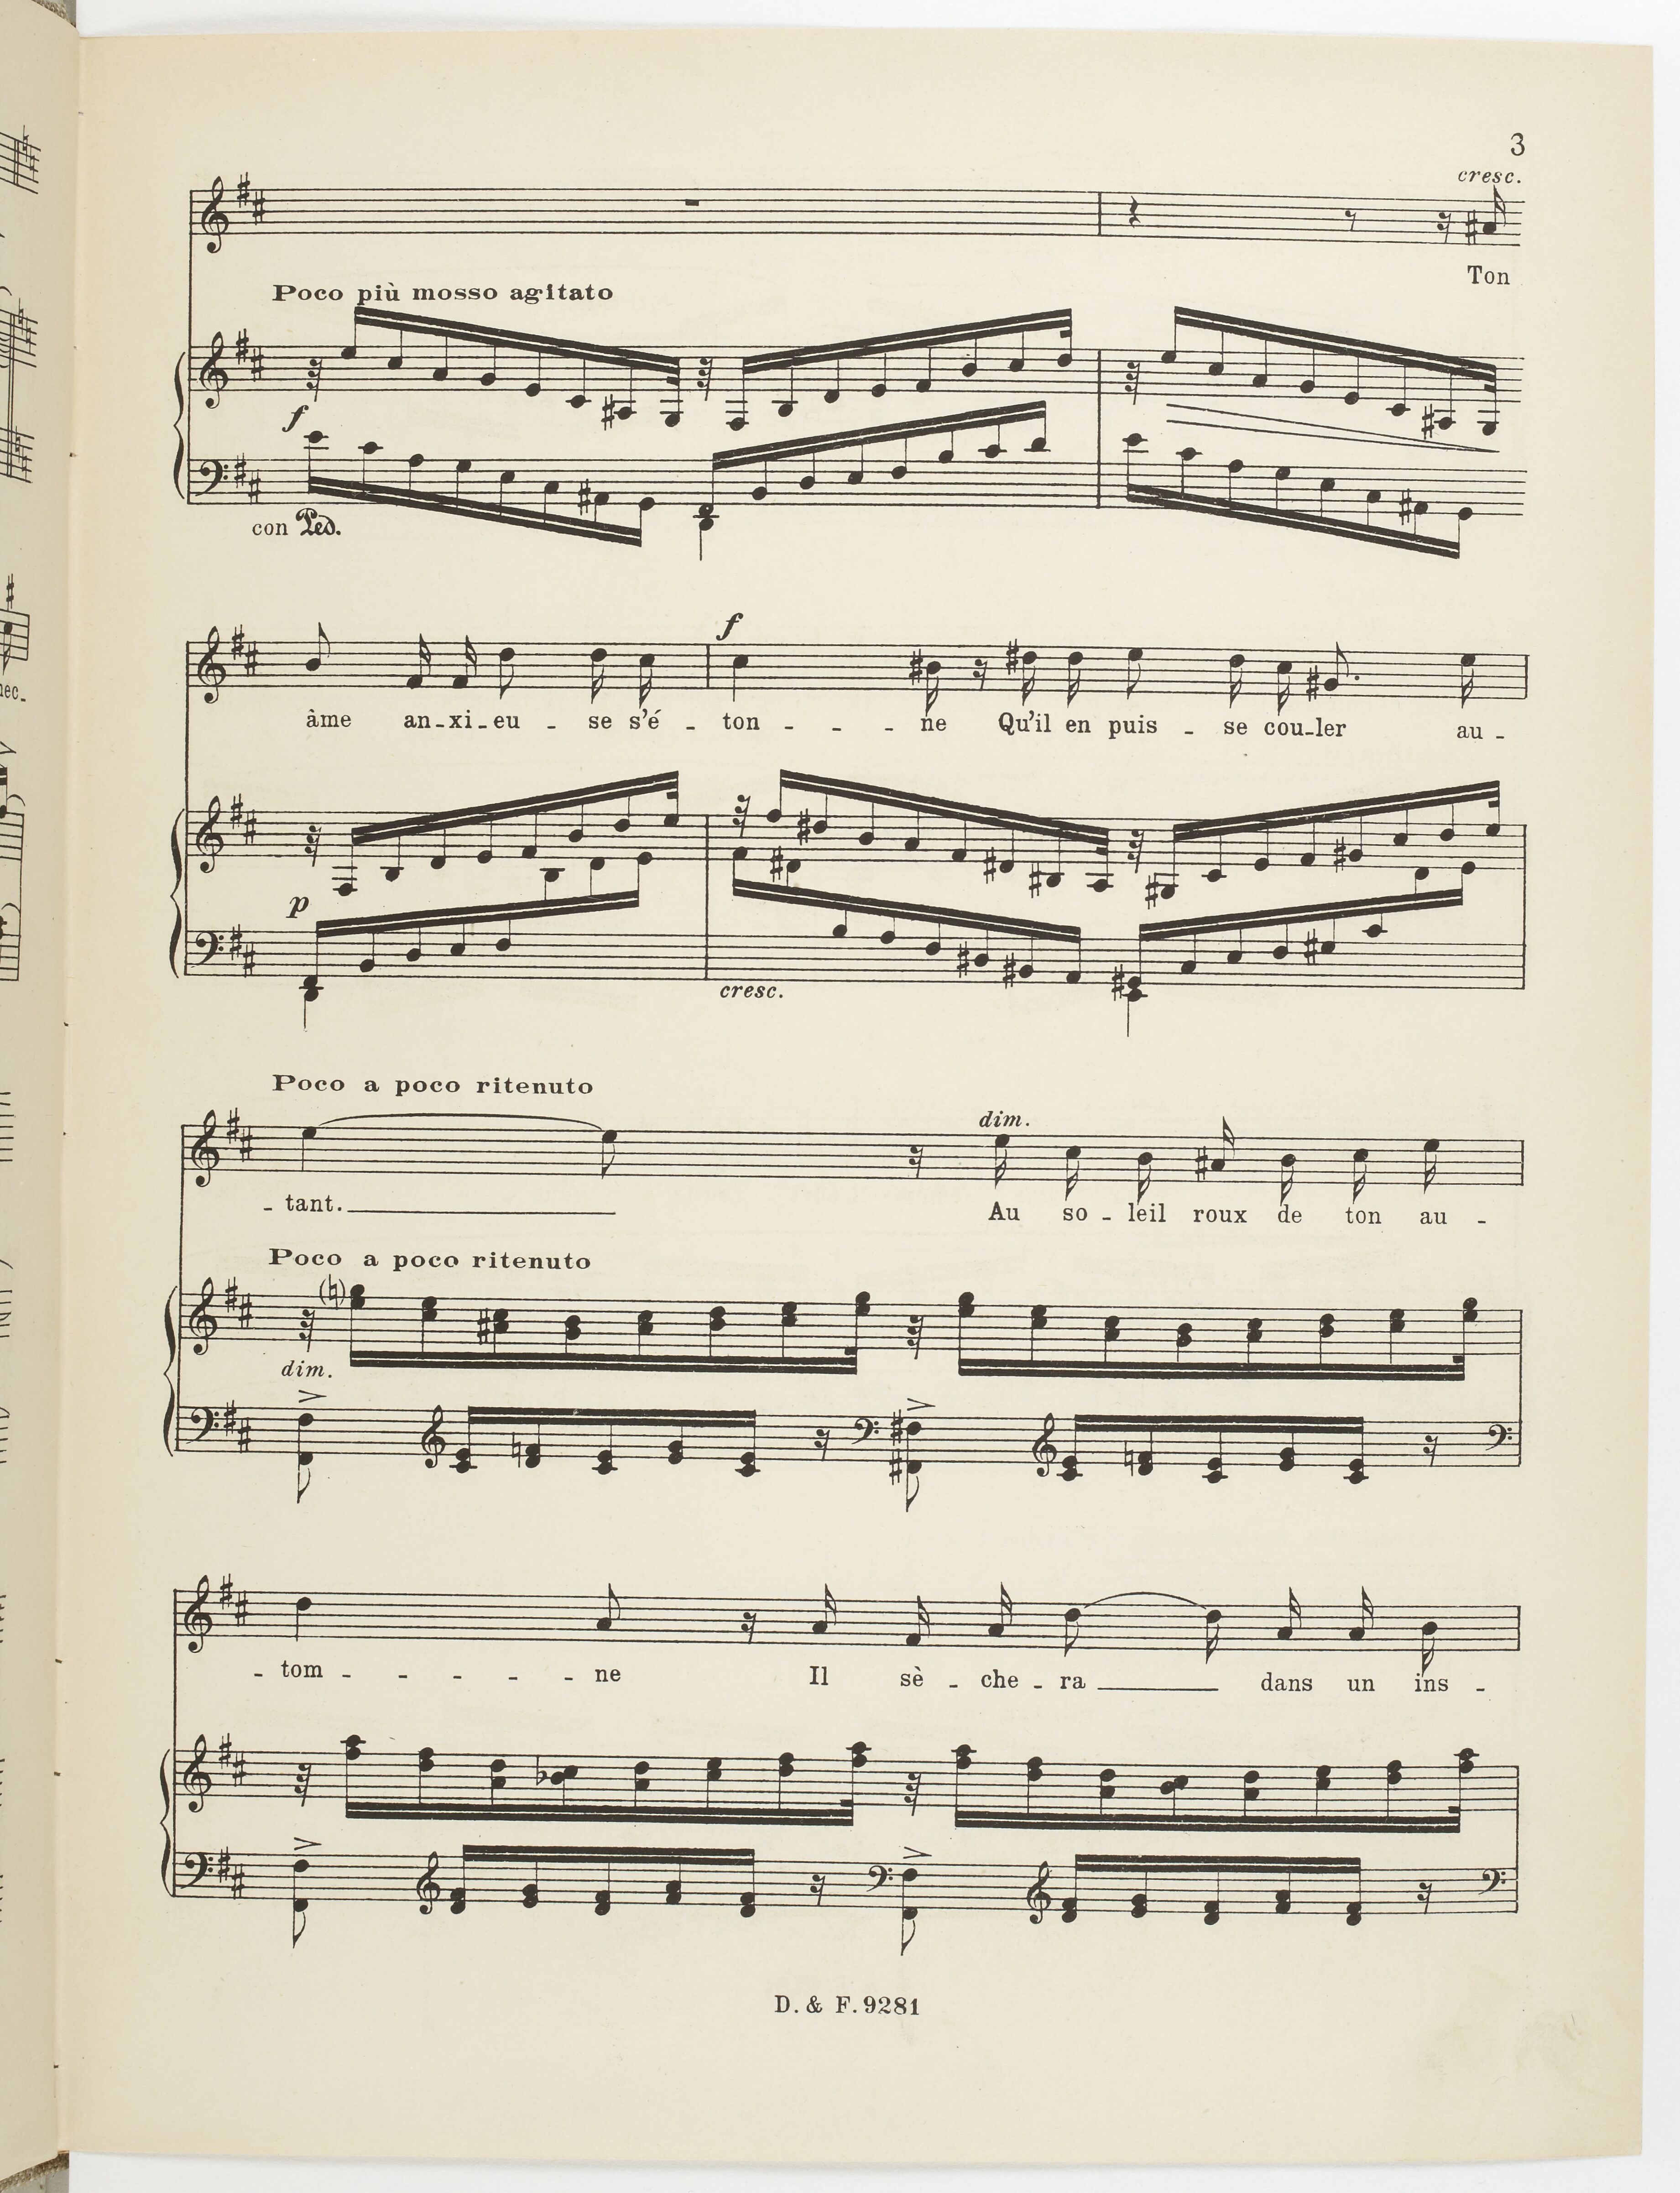 3
cresc.
Ton
Poco più mosso agitato
f
con Ped.
f
àme an-xi-eu-se s'é-ton---ne Qu'il en puis-se cou-ler au-
p
cresc.
Poco a poco ritenuto
dim.
-tant. Au so-leil roux de ton au-
Poco a poco ritenuto
dim.
-tom----ne Il sè-che-ra dans un ins-
D. & F. 9281